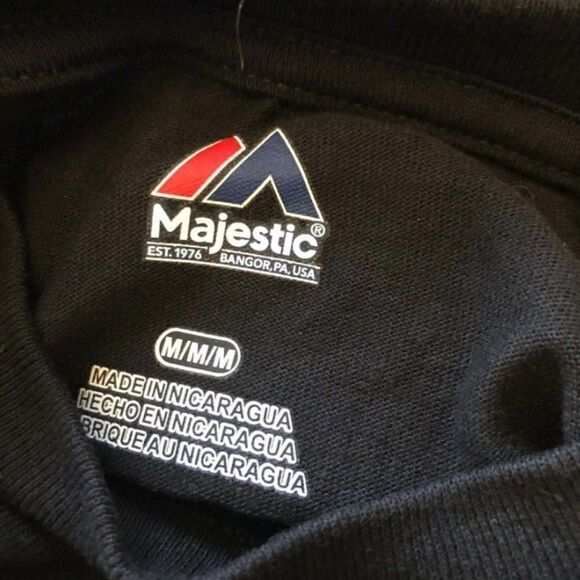 Majestic®
EST. 1976 BANGOR, PA, USA
M/M/M
MADE IN NICARAGUA
HECHO EN NICARAGUA
BRIQUE AU NICARAGUA